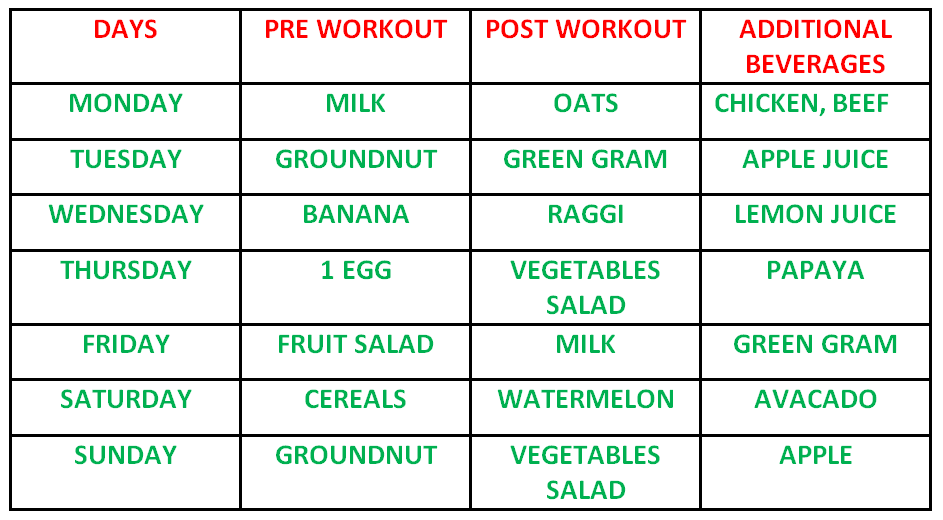 DAYS PRE WORKOUT POST WORKOUT ADDITIONAL
BEVERAGES
MONDAY MILK OATS CHICKEN, BEEF
TUESDAY GROUNDNUT GREEN GRAM APPLE JUICE
WEDNESDAY BANANA RAGGI LEMON JUICE
THURSDAY 1 EGG VEGETABLES PAPAYA
SALAD
FRIDAY FRUIT SALAD MILK GREEN GRAM
SATURDAY CEREALS WATERMELON AVACADO
SUNDAY GROUNDNUT VEGETABLES APPLE
SALAD